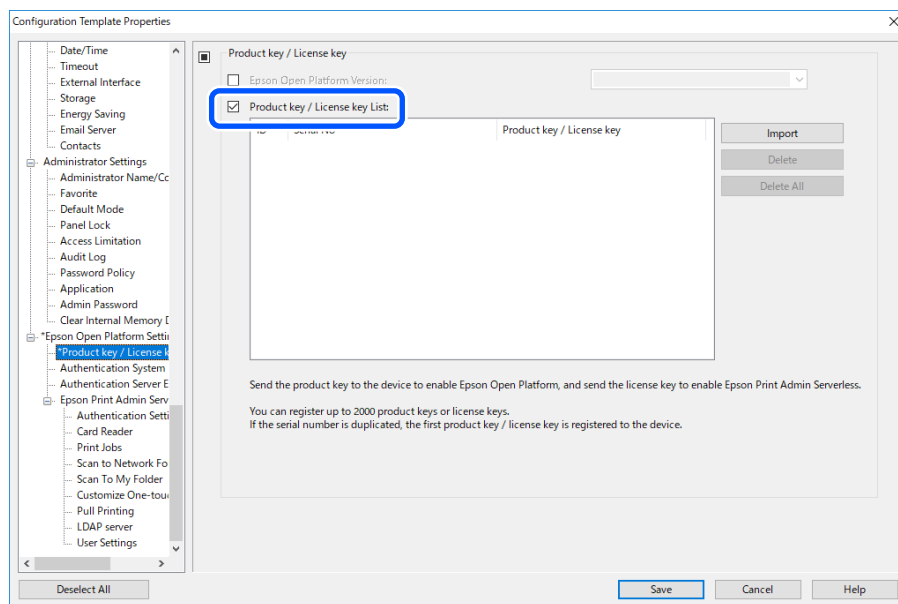 Configuration Template Properties
Date/Time
Timeout
External Interface
Storage
Energy Saving
Email Server
Contacts
Administrator Settings
Administrator Name/Co
Favorite
Default Mode
Panel Lock
Access Limitation
Audit Log
Password Policy
Application
Admin Password
Clear Internal Memory D
*Epson Open Platform Settin
*Product key / License k
Authentication System
Authentication Server E
Epson Print Admin Serv
Authentication Setti
Card Reader
Print Jobs
Scan to Network Fo
Scan To My Folder
Customize One-touc
Pull Printing
LDAP server
User Settings
Product key / License key
Epson Open Platform Version:
Product key / License key List:
ID Serial No Product key / License key
Import
Delete
Delete All
Send the product key to the device to enable Epson Open Platform, and send the license key to enable Epson Print Admin Serverless.
You can register up to 2000 product keys or license keys.
If the serial number is duplicated, the first product key / license key is registered to the device.
Deselect All
Save
Cancel
Help